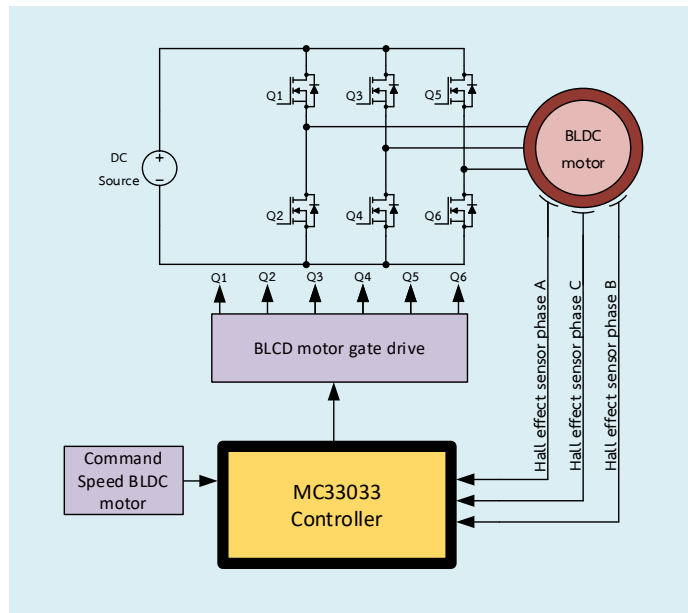 Q1
Q3
Q5
DC
Source
BLDC
motor
Q2
Q4
Q6
Q1
Q2
Q3
Q4
Q5
Q6
BLCD motor gate drive
Hall effect sensor phase A
Hall effect sensor phase C
Hall effect sensor phase B
Command
Speed BLDC
motor
MC33033
Controller